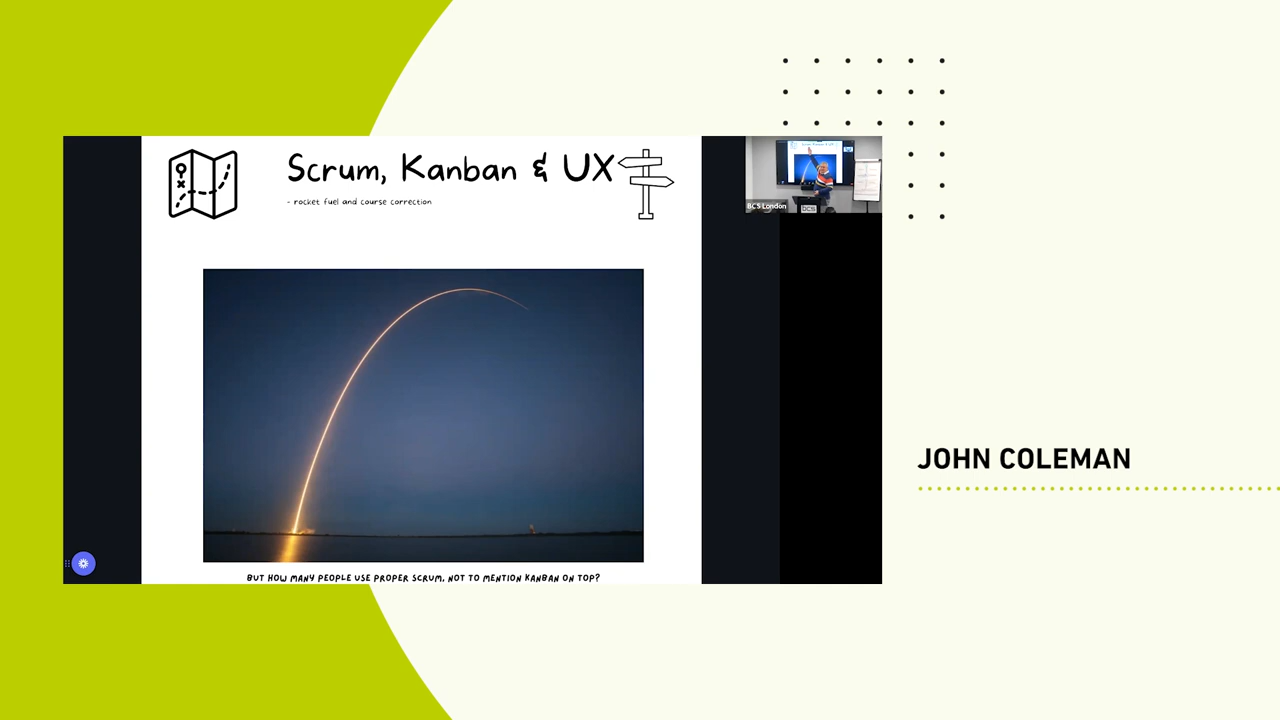 Scrum, Kanban & UX
- rocket fuel and course correction
BCS London
JOHN COLEMAN
BUT HOW MANY PEOPLE USE PROPER SCRUM, NOT TO MENTION KANBAN ON TOP?